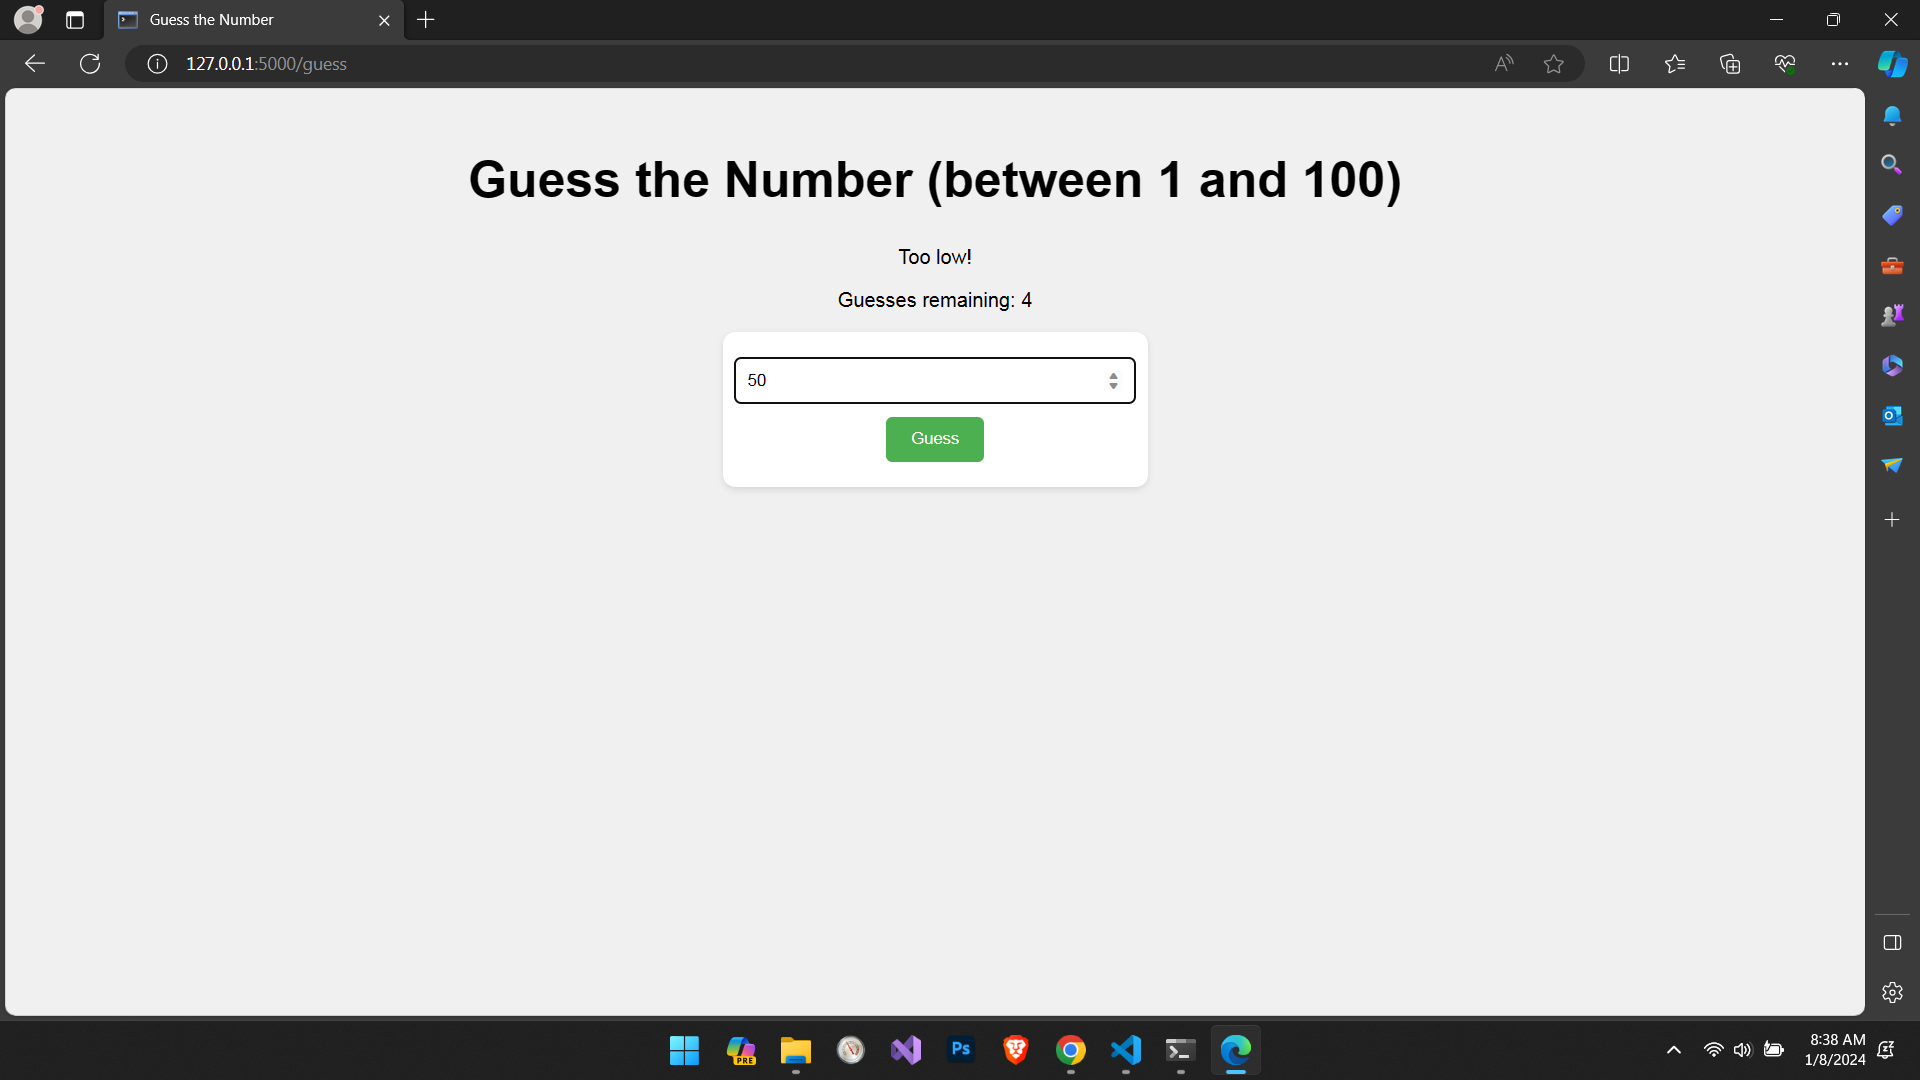 Guess the Number
127.0.0.1:5000/guess
Guess the Number (between 1 and 100)
Too low!
Guesses remaining: 4
50
Guess
PRE
Ps
8:38 AM
1/8/2024